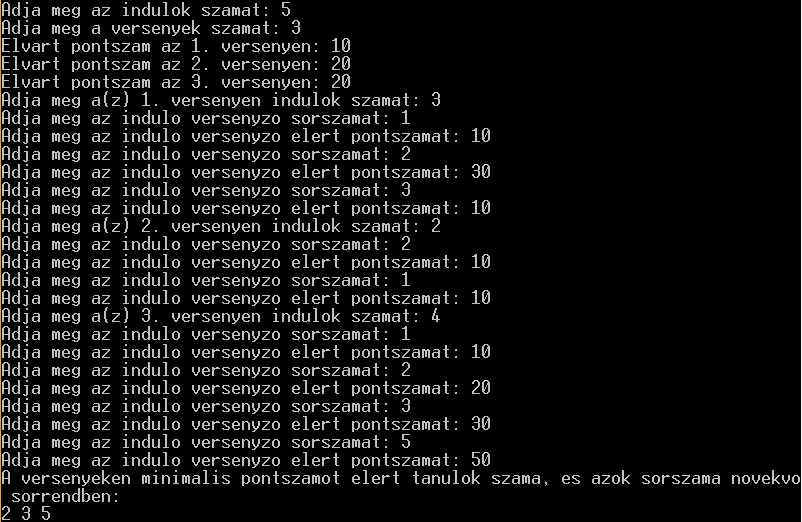 Adja meg az indulok szamat: 5
Adja meg a versenyek szamat: 3
Elvart pontszam az 1. versenyen: 10
Elvart pontszam az 2. versenyen: 20
Elvart pontszam az 3. versenyen: 20
Adja meg a(z) 1. versenyen indulok szamat: 3
Adja meg az indulo versenyzo sorszamat: 1
Adja meg az indulo versenyzo elert pontszamat: 10
Adja meg az indulo versenyzo sorszamat: 2
Adja meg az indulo versenyzo elert pontszamat: 30
Adja meg az indulo versenyzo sorszamat: 3
Adja meg az indulo versenyzo elert pontszamat: 10
Adja meg a(z) 2. versenyen indulok szamat: 2
Adja meg az indulo versenyzo sorszamat: 2
Adja meg az indulo versenyzo elert pontszamat: 10
Adja meg az indulo versenyzo sorszamat: 1
Adja meg az indulo versenyzo elert pontszamat: 10
Adja meg a(z) 3. versenyen indulok szamat: 4
Adja meg az indulo versenyzo sorszamat: 1
Adja meg az indulo versenyzo elert pontszamat: 10
Adja meg az indulo versenyzo sorszamat: 2
Adja meg az indulo versenyzo elert pontszamat: 20
Adja meg az indulo versenyzo sorszamat: 3
Adja meg az indulo versenyzo elert pontszamat: 30
Adja meg az indulo versenyzo sorszamat: 5
Adja meg az indulo versenyzo elert pontszamat: 50
A versenyeken minimalis pontszamot elert tanulok szama, es azok sorszama novekvo
sorrendben:
2 3 5